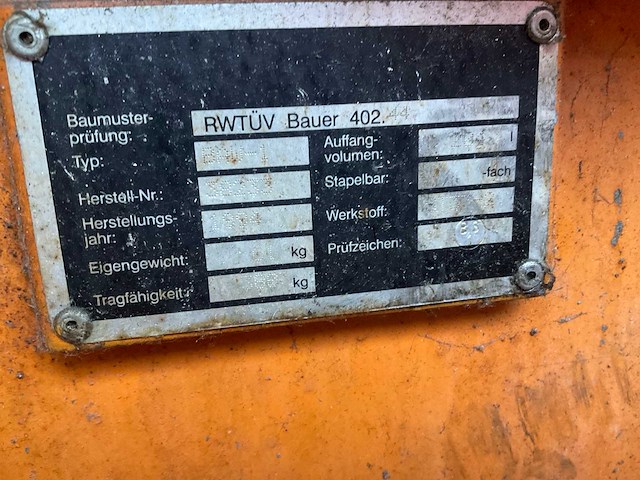 Baumuster-
prüfung: RWTÜV Bauer 402.
Typ:
Herstell-Nr.:
Herstellungs-
jahr:
Eigengewicht: kg
Tragfähigkeit: kg
Auffang-
volumen: l
Stapelbar: -fach
Werkstoff:
Prüfzeichen: